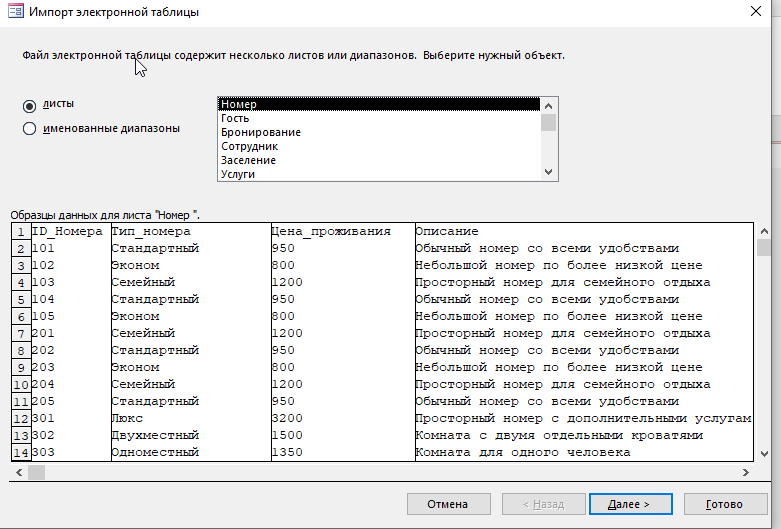 Импорт электронной таблицы
Файл электронной таблицы содержит несколько листов или диапазонов. Выберите нужный объект.
листы
именованные диапазоны
Номер
Гость
Бронирование
Сотрудник
Заселение
Услуги
Образцы данных для листа "Номер ".
1 ID_Номера Тип_номера Цена_проживания Описание
2 101 Стандартный 950 Обычный номер со всеми удобствами
3 102 Эконом 800 Небольшой номер по более низкой цене
4 103 Семейный 1200 Просторный номер для семейного отдыха
5 104 Стандартный 950 Обычный номер со всеми удобствами
6 105 Эконом 800 Небольшой номер по более низкой цене
7 201 Семейный 1200 Просторный номер для семейного отдыха
8 202 Стандартный 950 Обычный номер со всеми удобствами
9 203 Эконом 800 Небольшой номер по более низкой цене
10 204 Семейный 1200 Просторный номер для семейного отдыха
11 205 Стандартный 950 Обычный номер со всеми удобствами
12 301 Люкс 3200 Просторный номер с дополнительными услугам
13 302 Двухместный 1500 Комната с двумя отдельными кроватями
14 303 Одноместный 1350 Комната для одного человека
Отмена < Назад Далее > Готово